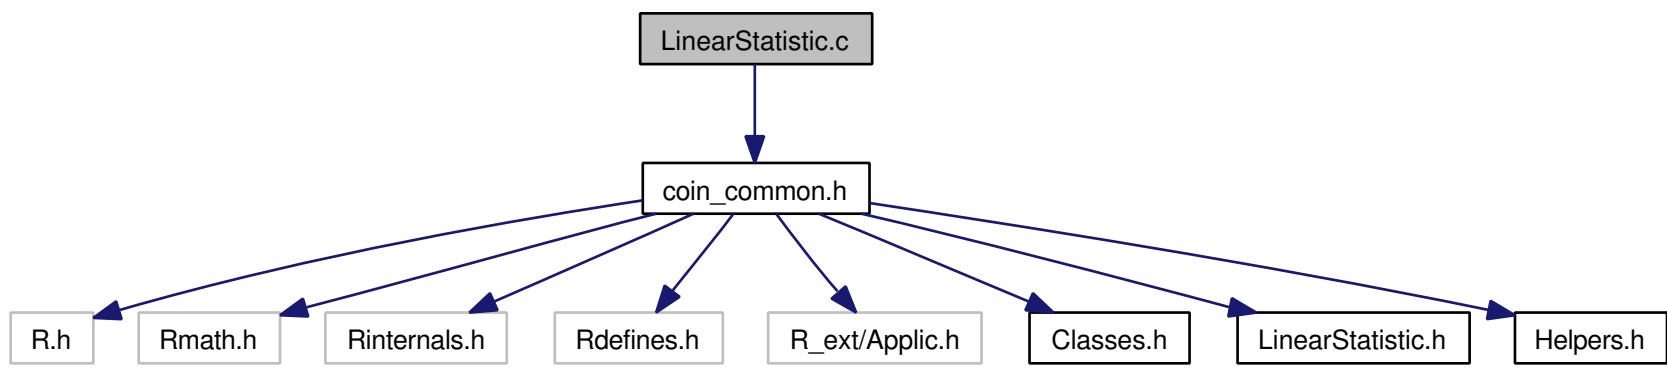 LinearStatistic.c
coin_common.h
R.h
Rmath.h
Rinternals.h
Rdefines.h
R_ext/Applic.h
Classes.h
LinearStatistic.h
Helpers.h